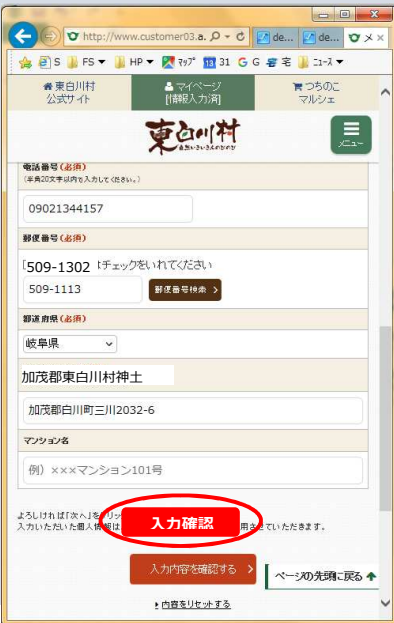 http://www.customer03.a.
de...
de...
S
FS
HP
ﾏｯﾌﾟ
31
G
G
宅
ﾆｭｰｽ
東白川村
公式サイト
マイページ
[情報入力済]
つちのこ
マルシェ
東白川村
メニュー
電話番号(必須)
(半角20文字以内で入力してください。)
09021344157
郵便番号(必須)
509-1302
チェックをいれてください
509-1113
郵便番号検索
都道府県(必須)
岐阜県
加茂郡東白川村神土
加茂郡白川町三川2032-6
マンション名
例) ×××マンション101号
よろしければ「次へ」をクリッ
入力いただいた個人情報は
入力確認
用させていただきます。
入力内容を確認する
ページの先頭に戻る
内容をリセットする